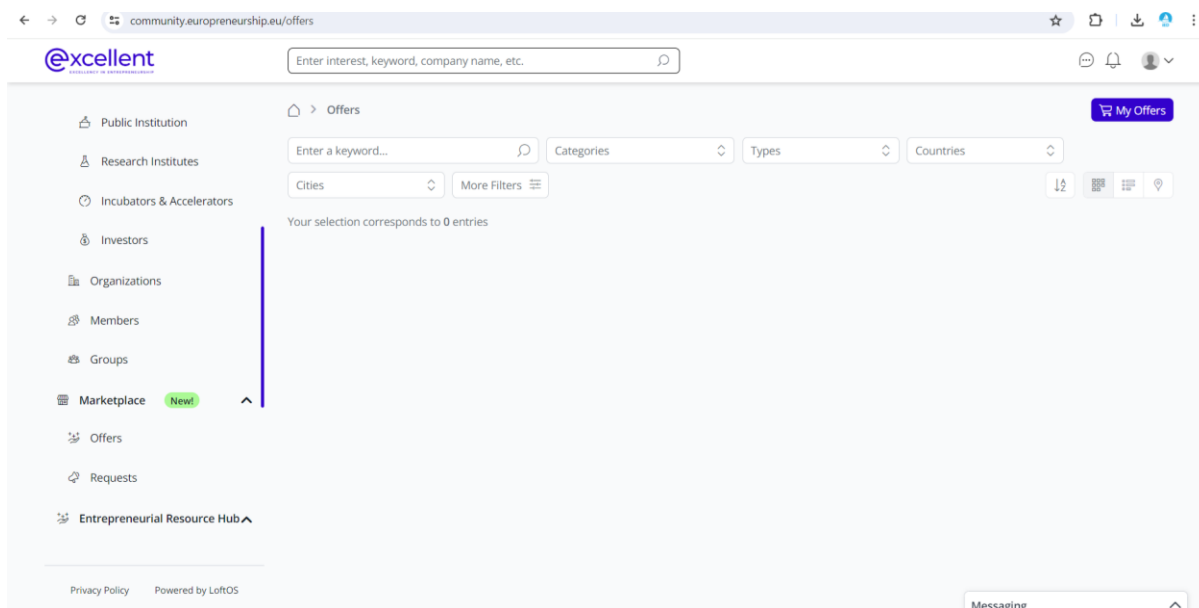 community.europreneurship.eu/offers
excellent
EXCELLENCY IN ENTREPRENEURSHIP
Enter interest, keyword, company name, etc.
Public Institution
Research Institutes
Incubators & Accelerators
Investors
Organizations
Members
Groups
Marketplace New!
Offers
Requests
Entrepreneurial Resource Hub
Privacy Policy Powered by LoftOS
Offers
My Offers
Enter a keyword... Categories Types Countries
Cities More Filters
Your selection corresponds to 0 entries
Messaging